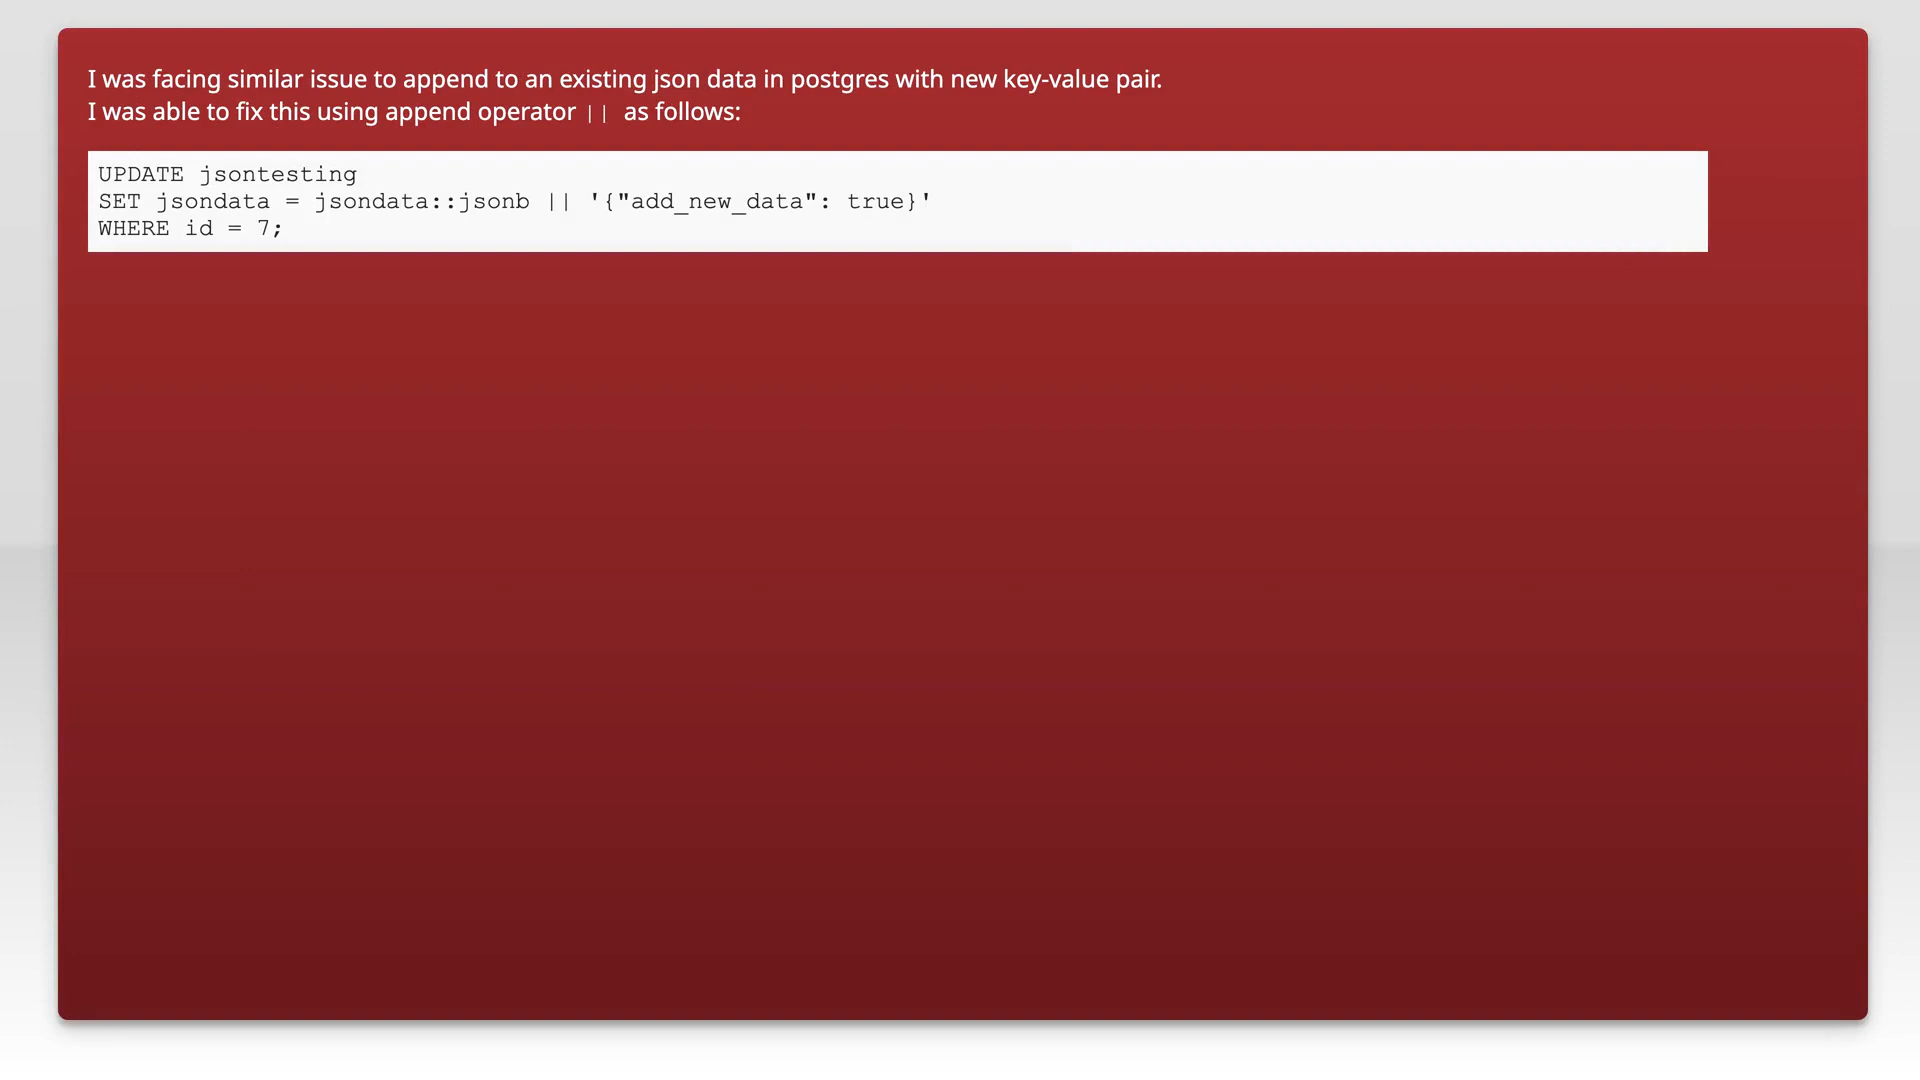 I was facing similar issue to append to an existing json data in postgres with new key-value pair.
I was able to fix this using append operator || as follows:
UPDATE jsontesting
SET jsondata = jsondata::jsonb || '{"add_new_data": true}'
WHERE id = 7;